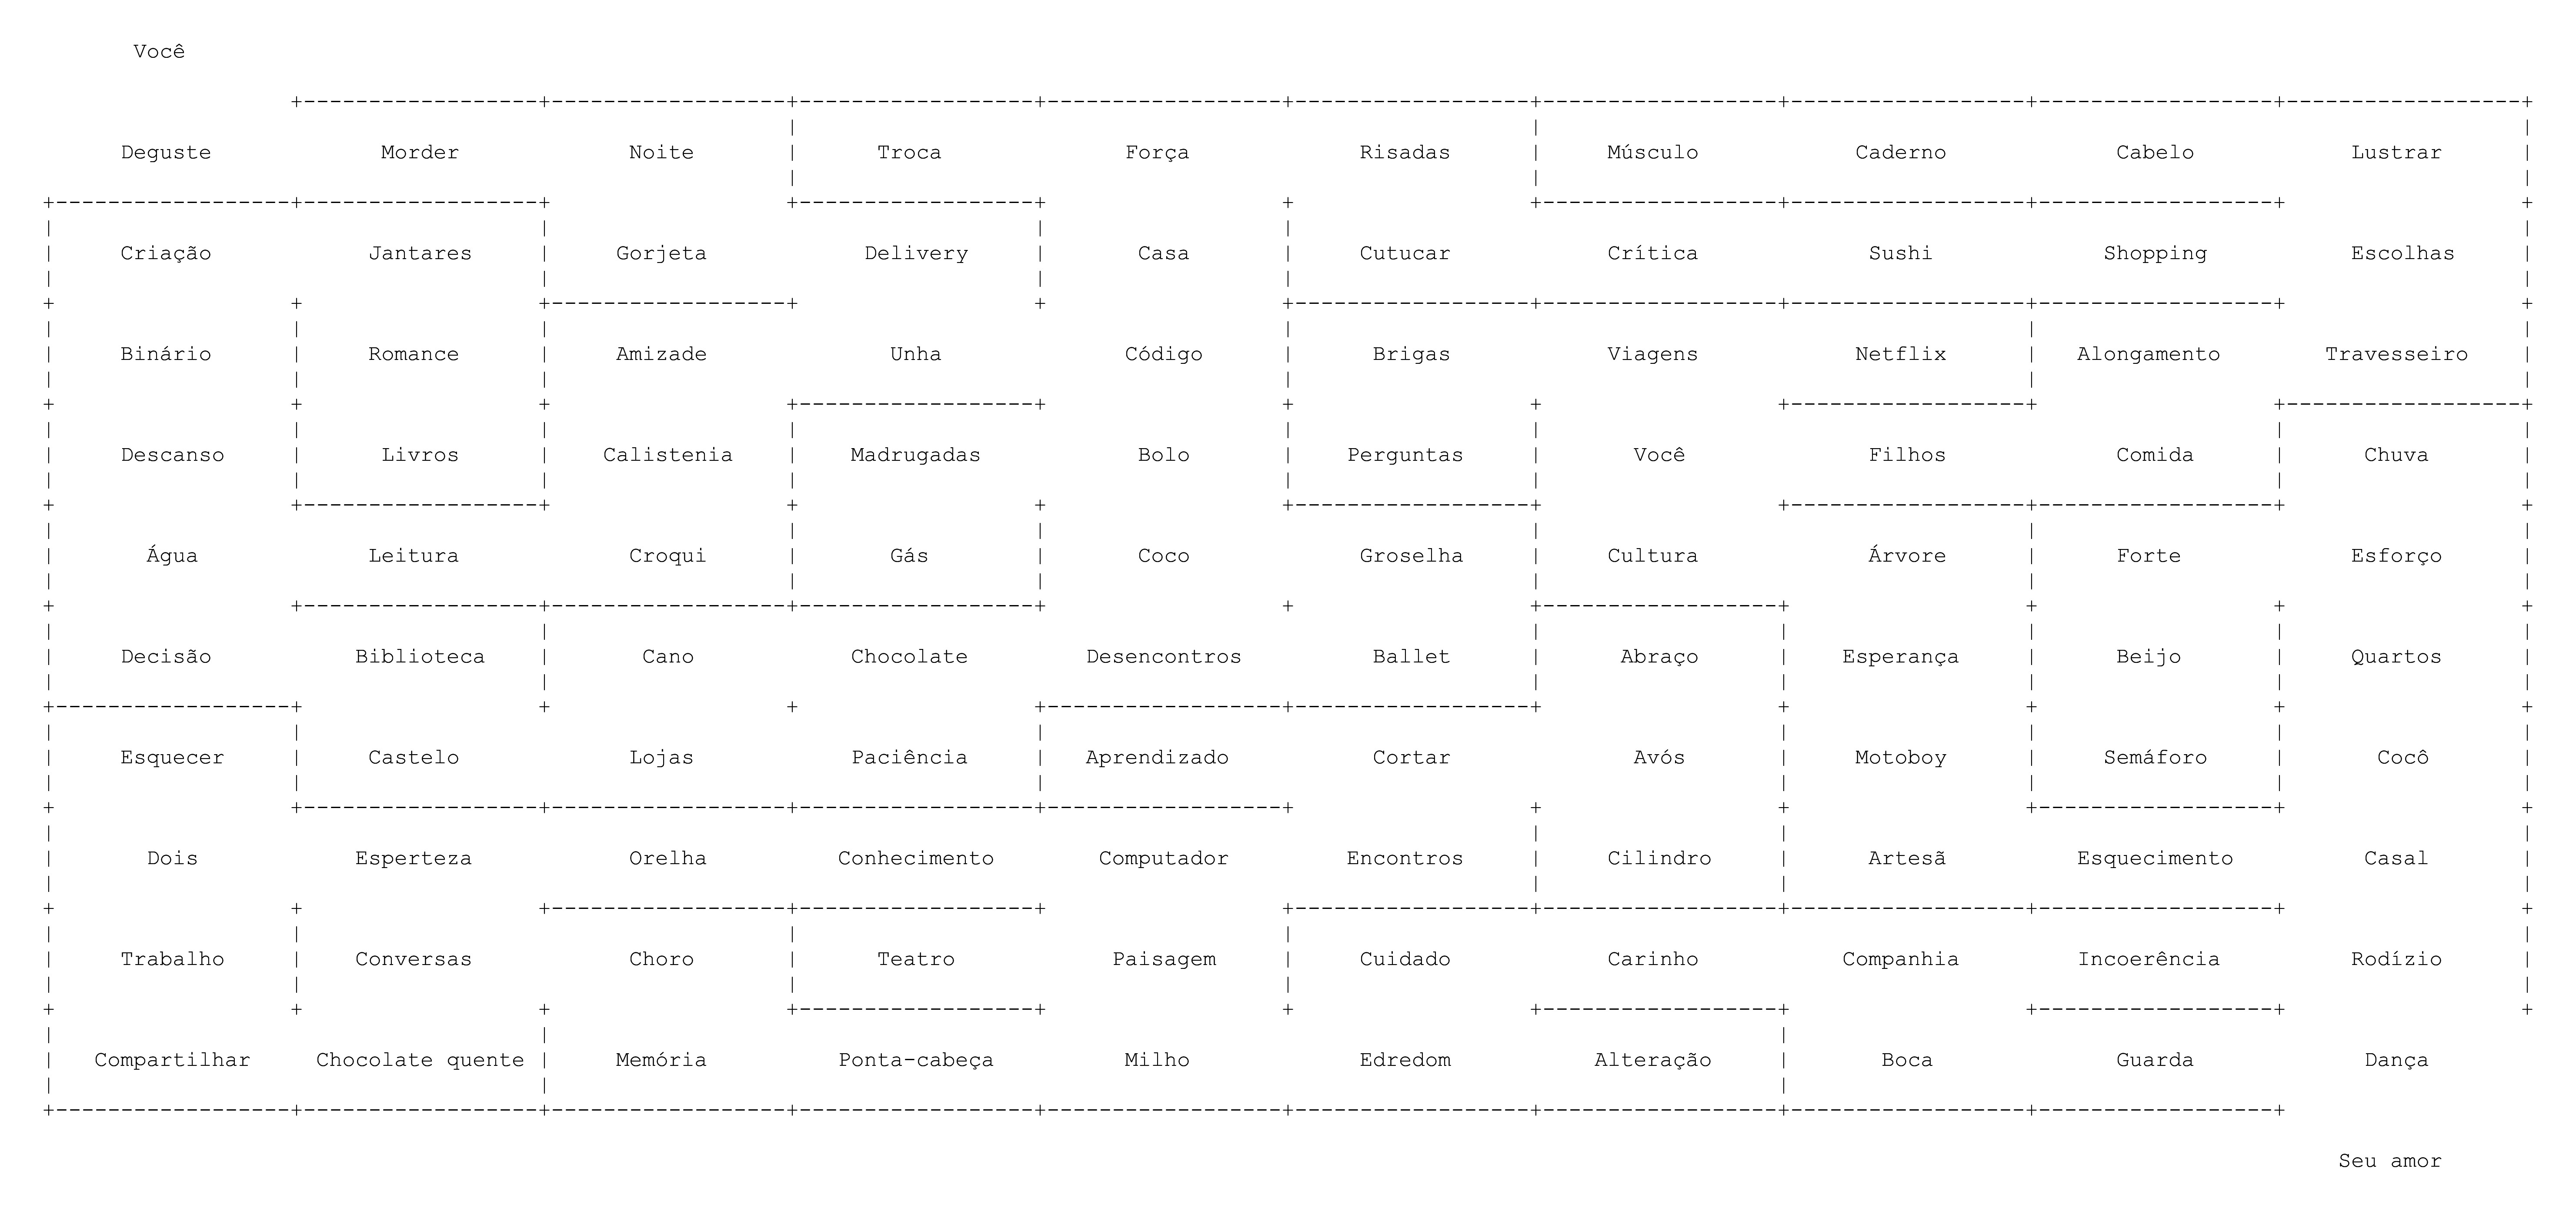 Você
Deguste Morder Noite Troca Força Risadas Músculo Caderno Cabelo Lustrar
Criação Jantares Gorjeta Delivery Casa Cutucar Crítica Sushi Shopping Escolhas
Binário Romance Amizade Unha Código Brigas Viagens Netflix Alongamento Travesseiro
Descanso Livros Calistenia Madrugadas Bolo Perguntas Você Filhos Comida Chuva
Água Leitura Croqui Gás Coco Groselha Cultura Árvore Forte Esforço
Decisão Biblioteca Cano Chocolate Desencontros Ballet Abraço Esperança Beijo Quartos
Esquecer Castelo Lojas Paciência Aprendizado Cortar Avós Motoboy Semáforo Cocô
Dois Esperteza Orelha Conhecimento Computador Encontros Cilindro Artesã Esquecimento Casal
Trabalho Conversas Choro Teatro Paisagem Cuidado Carinho Companhia Incoerência Rodízio
Compartilhar Chocolate quente Memória Ponta-cabeça Milho Edredom Alteração Boca Guarda Dança
Seu amor